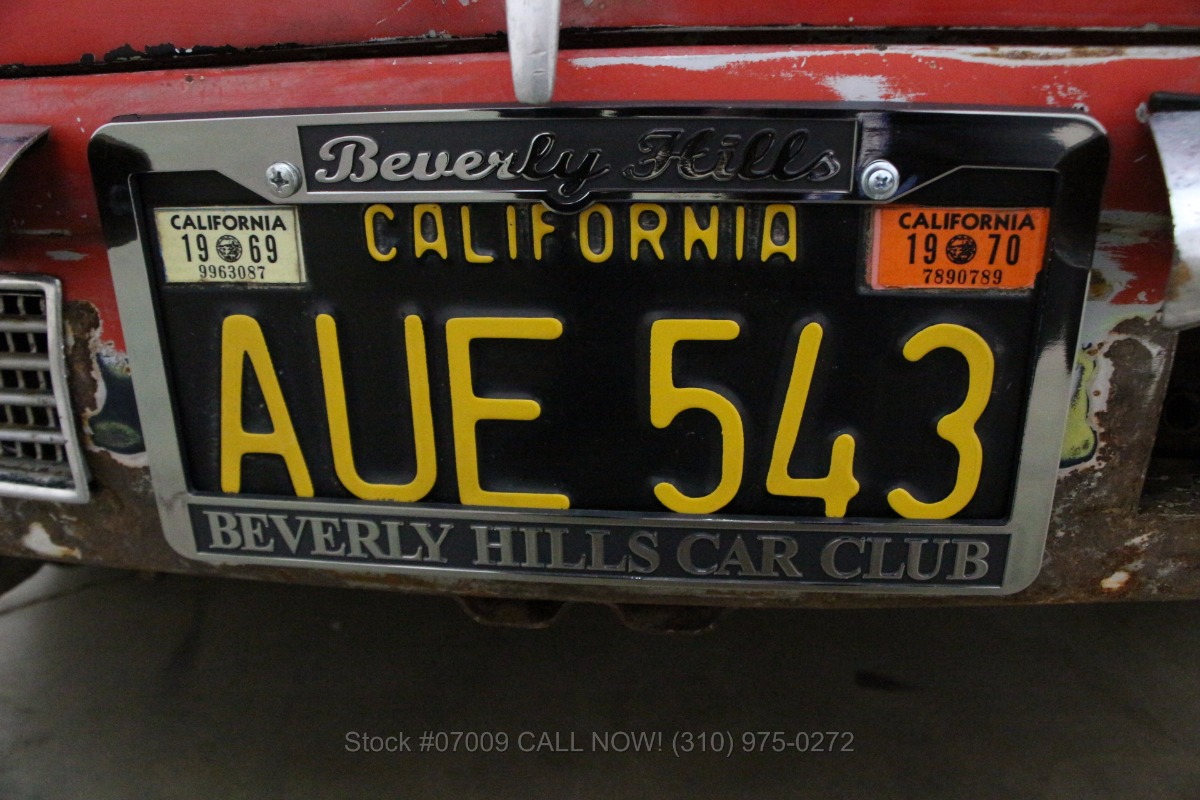 Beverly Hills
CALIFORNIA
19 69
9963087
CALIFORNIA
CALIFORNIA
19 70
7890789
AUE 543
BEVERLY HILLS CAR CLUB
Stock #07009 CALL NOW! (310) 975-0272